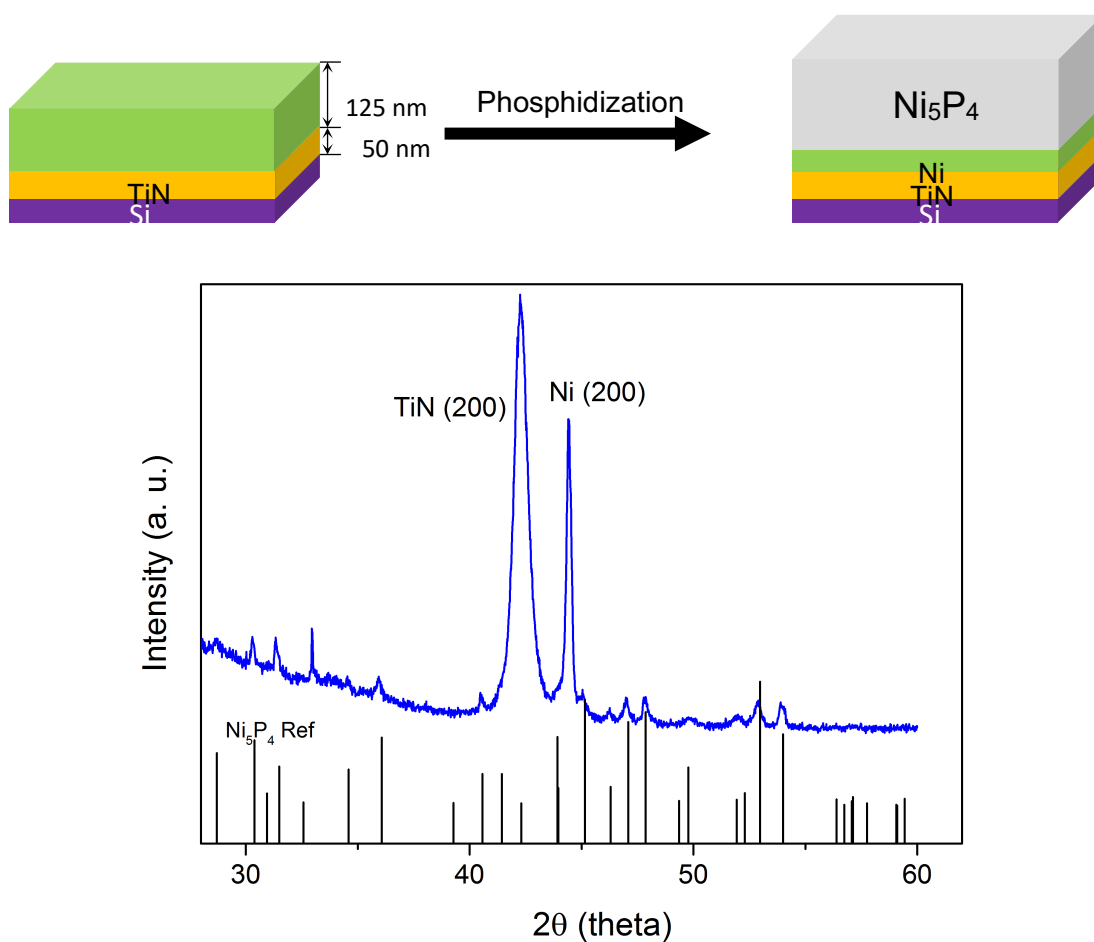 125 nm
50 nm
TiN
Si
Phosphidization
Ni₅P₄
Ni
TiN
Si
TiN (200)
Ni (200)
Intensity (a. u.)
Ni₅P₄ Ref
30 40 50 60
2θ (theta)